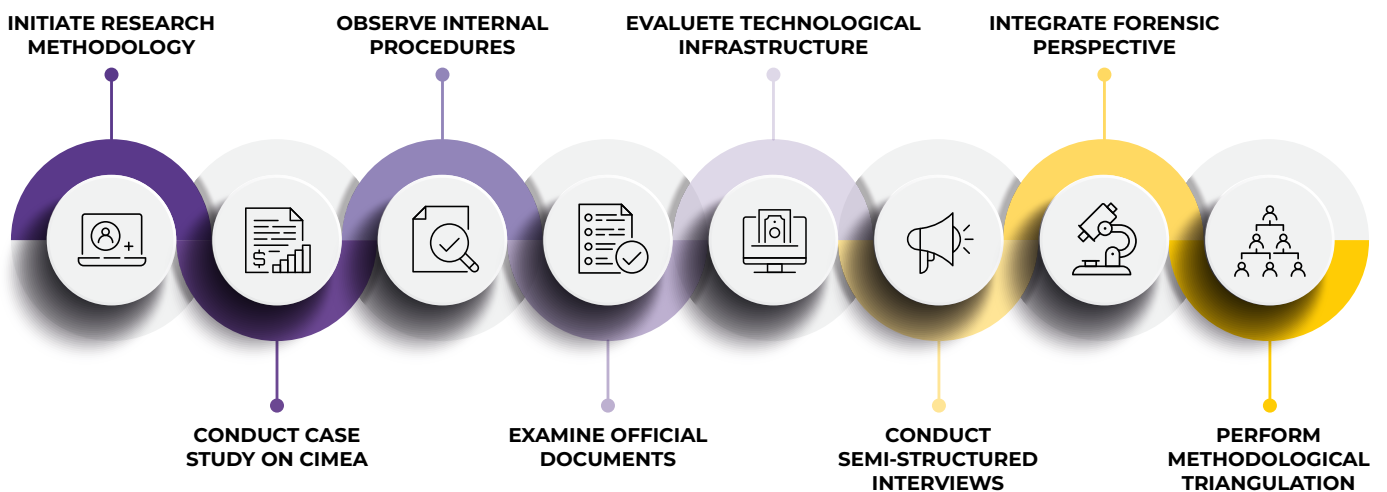 INITIATE RESEARCH
METHODOLOGY
OBSERVE INTERNAL
PROCEDURES
EVALUETE TECHNOLOGICAL
INFRASTRUCTURE
INTEGRATE FORENSIC
PERSPECTIVE
$
CONDUCT CASE
STUDY ON CIMEA
EXAMINE OFFICIAL
DOCUMENTS
CONDUCT
SEMI-STRUCTURED
INTERVIEWS
PERFORM
METHODOLOGICAL
TRIANGULATION